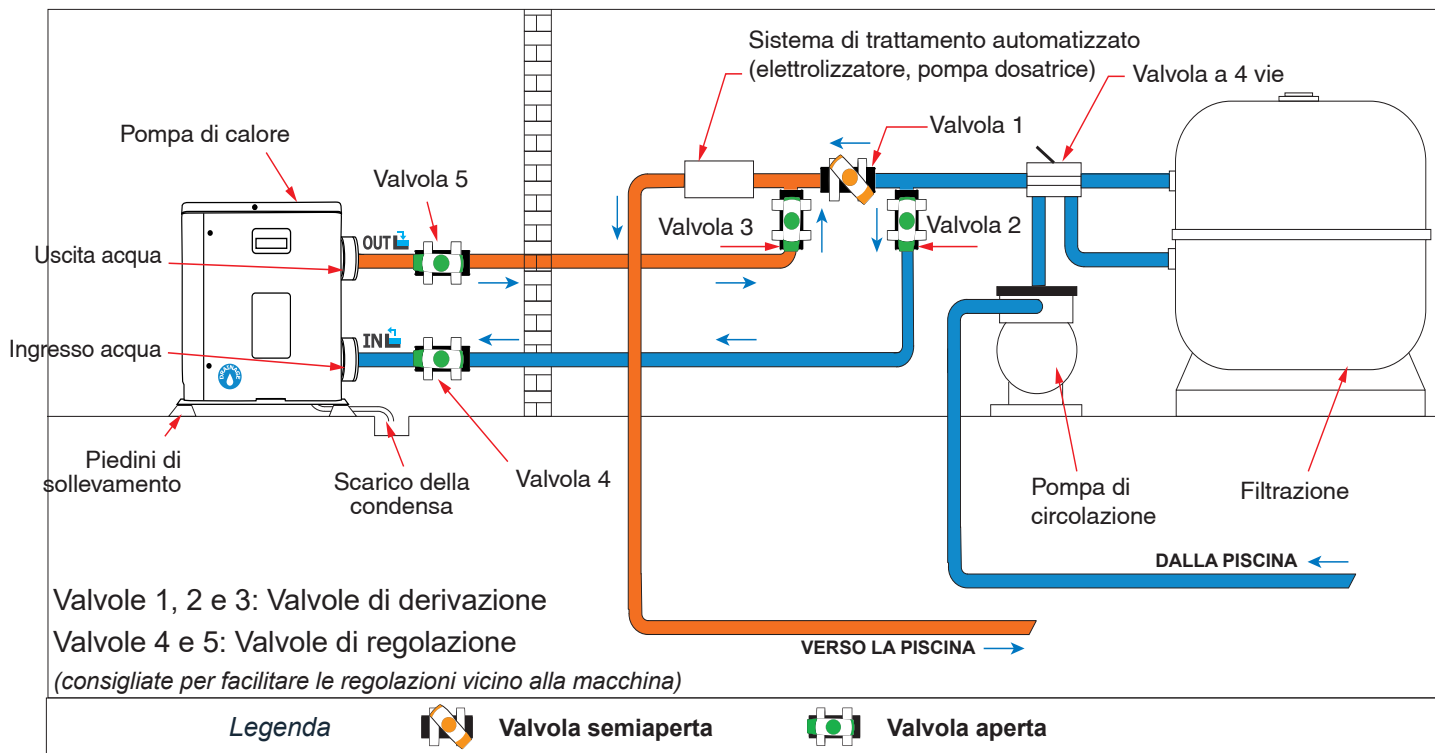 Sistema di trattamento automatizzato
(elettrolizzatore, pompa dosatrice)
Valvola a 4 vie
Valvola 1
Pompa di calore
Valvola 5
Valvola 3
Valvola 2
OUT
Uscita acqua
IN
Ingresso acqua
Piedini di
sollevamento
Scarico della
condensa
Valvola 4
Pompa di
circolazione
Filtrazione
DALLA PISCINA
Valvole 1, 2 e 3: Valvole di derivazione
Valvole 4 e 5: Valvole di regolazione
VERSO LA PISCINA
(consigliate per facilitare le regolazioni vicino alla macchina)
Legenda
Valvola semiaperta
Valvola aperta